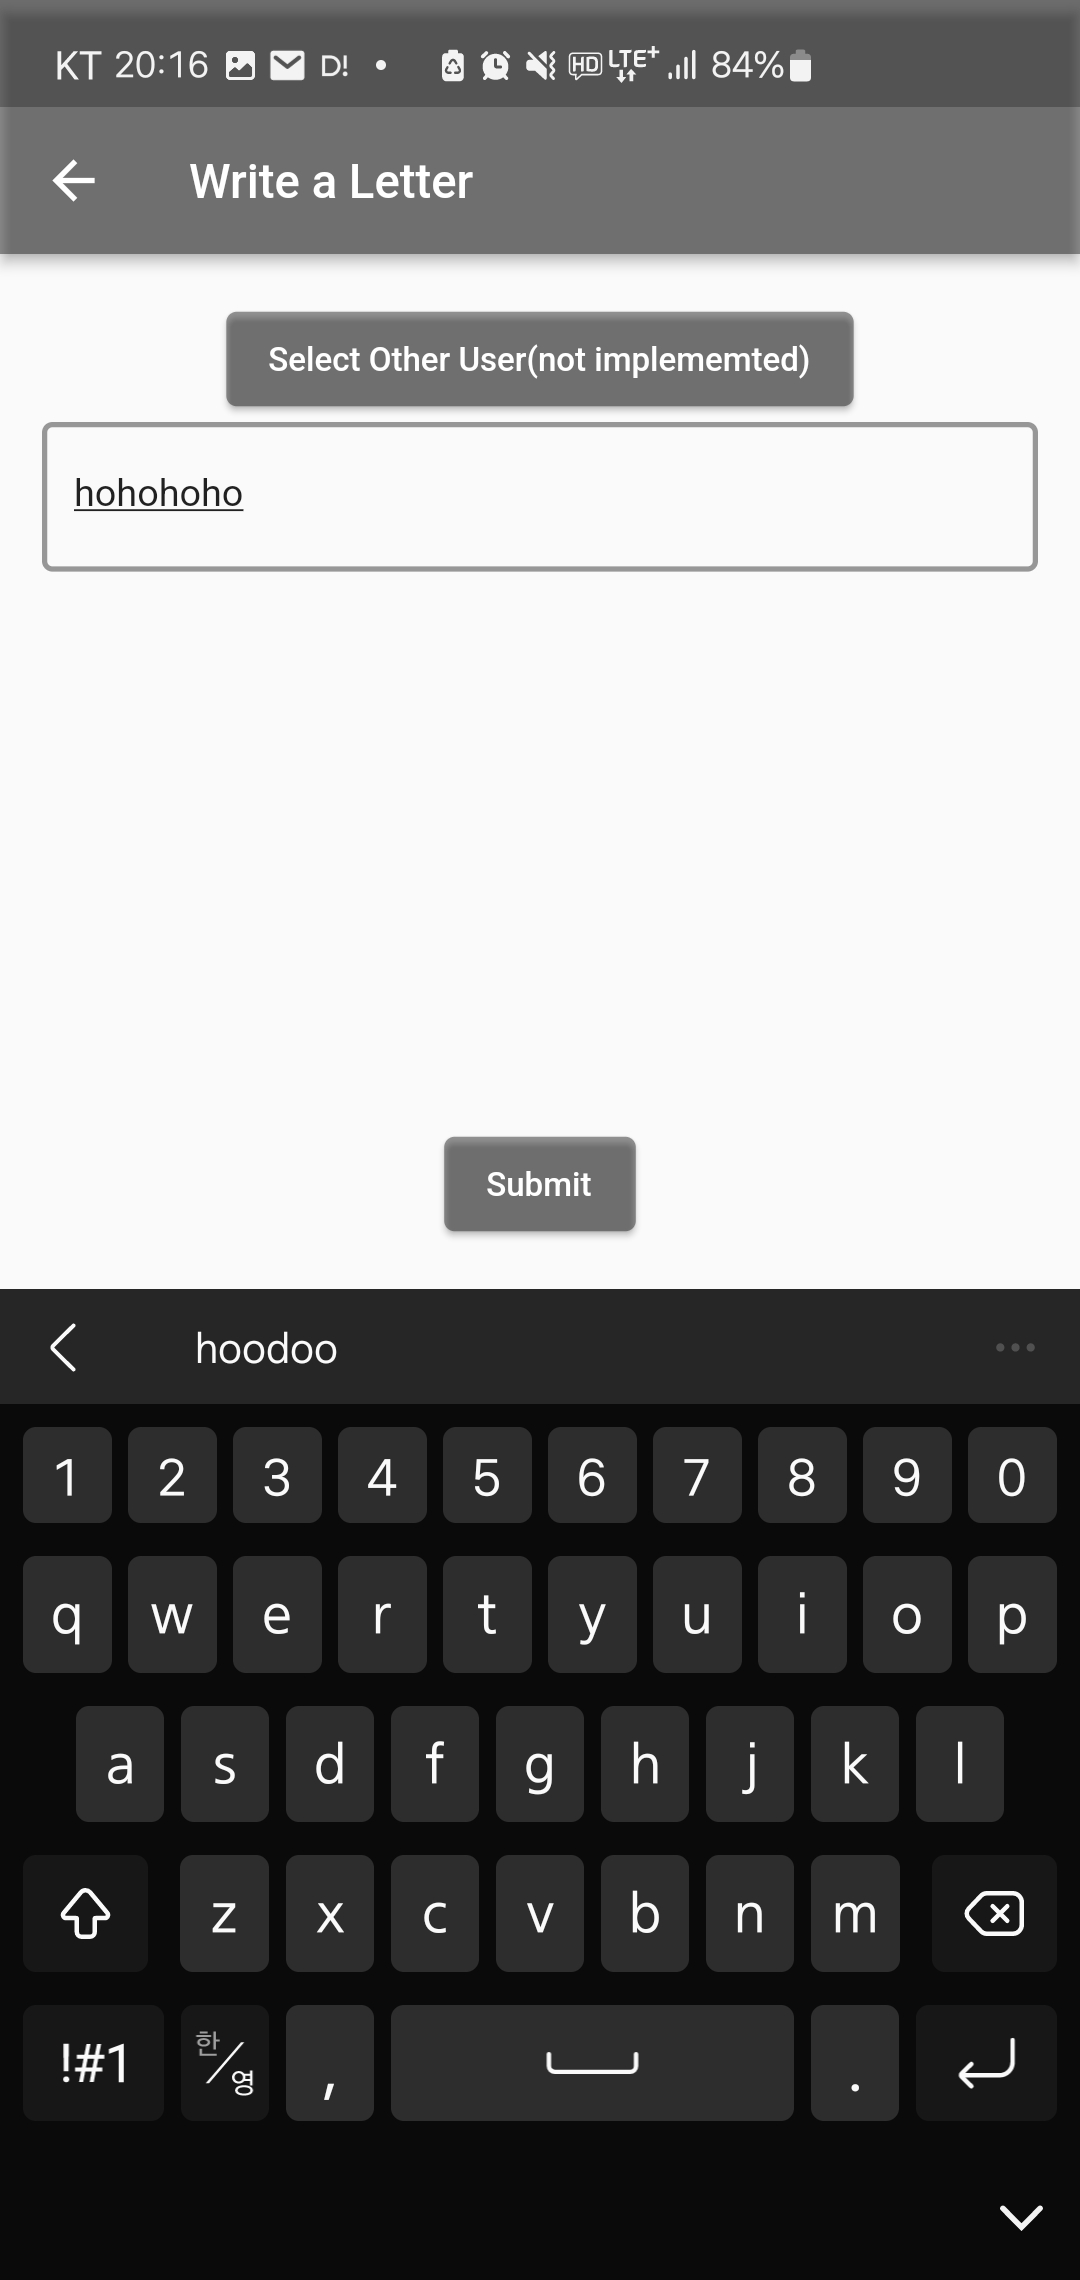 KT 20:16 D! HD LTE+ 84%
Write a Letter
Select Other User(not implememted)
hohohoho
Submit
hoodoo
1 2 3 4 5 6 7 8 9 0
q w e r t y u i o p
a s d f g h j k l
z x c v b n m
!#1 한/영 , .